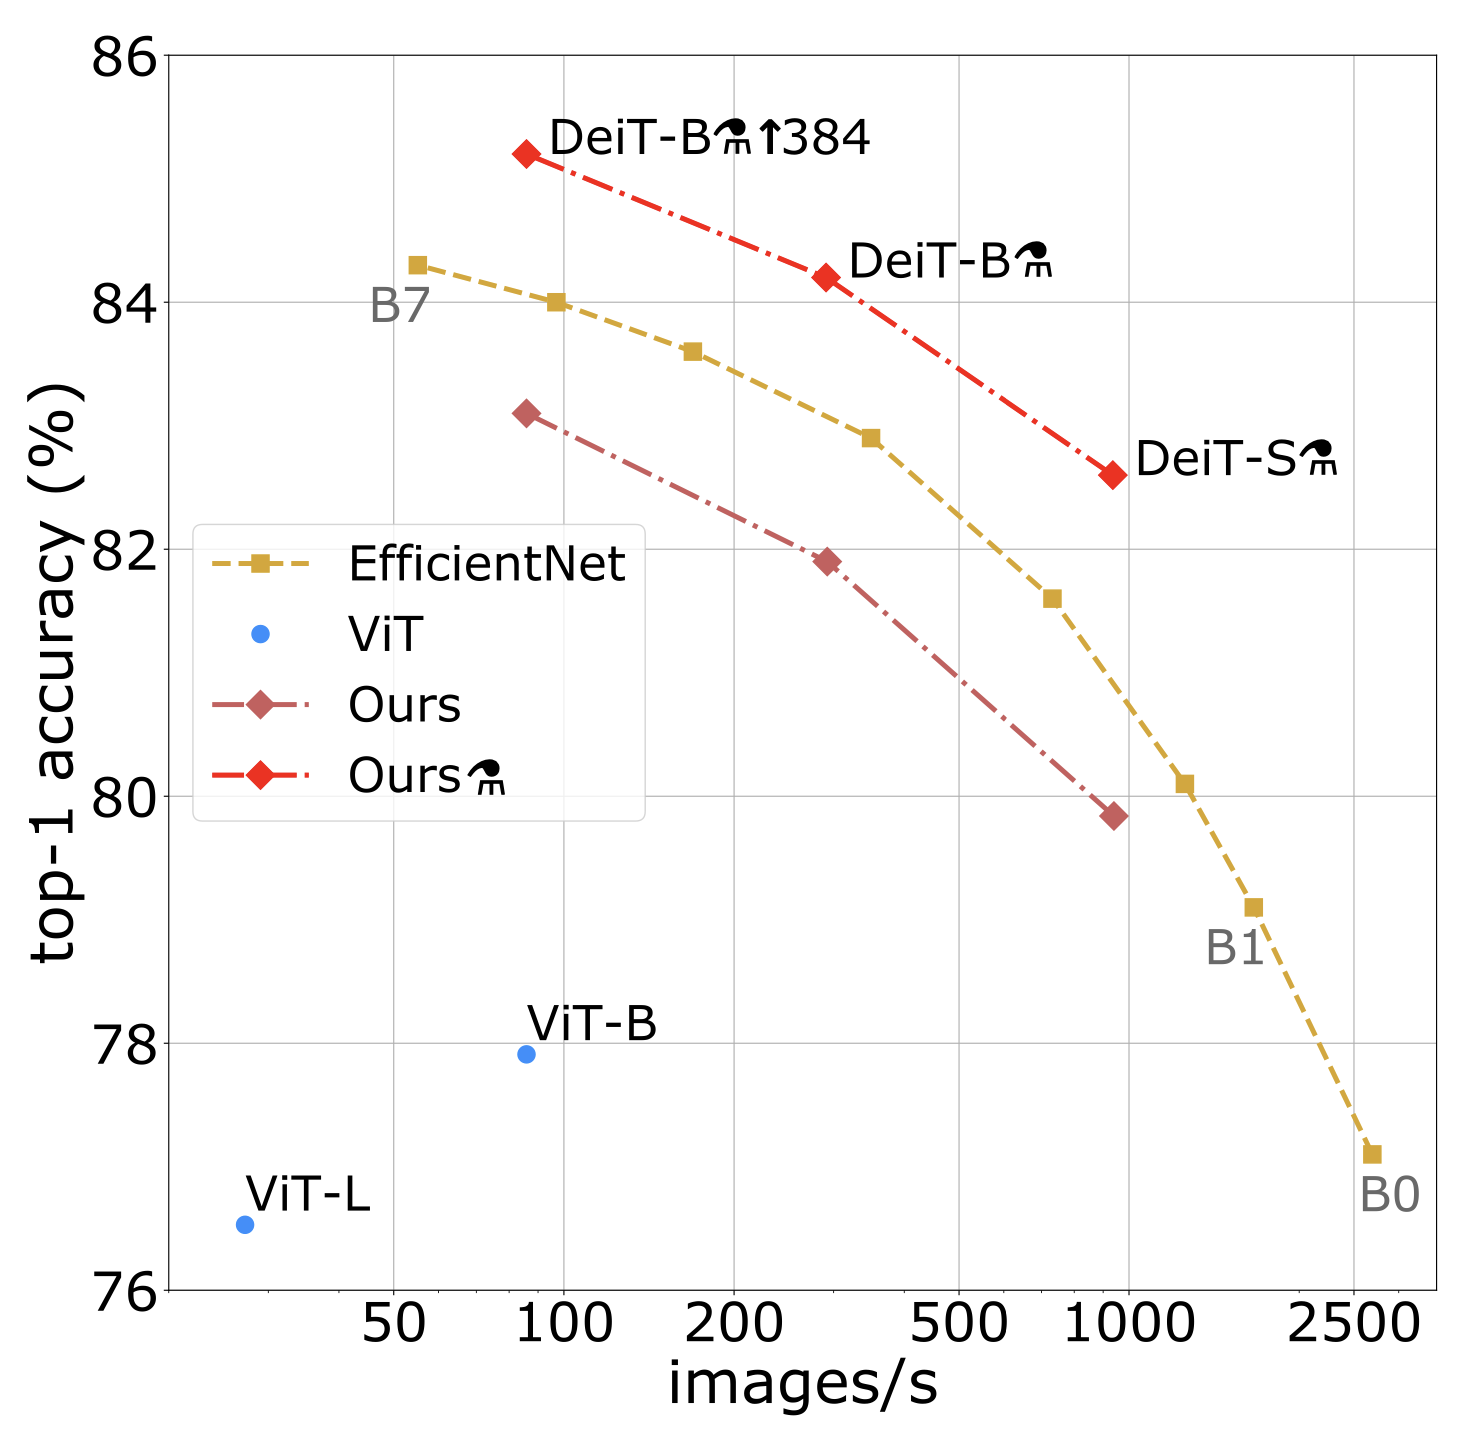 86
84
82
80
78
76
top-1 accuracy (%)
DeiT-B⚗↑384
DeiT-B⚗
B7
DeiT-S⚗
EfficientNet
ViT
Ours
Ours⚗
B1
ViT-B
ViT-L
B0
50 100 200 500 1000 2500
images/s